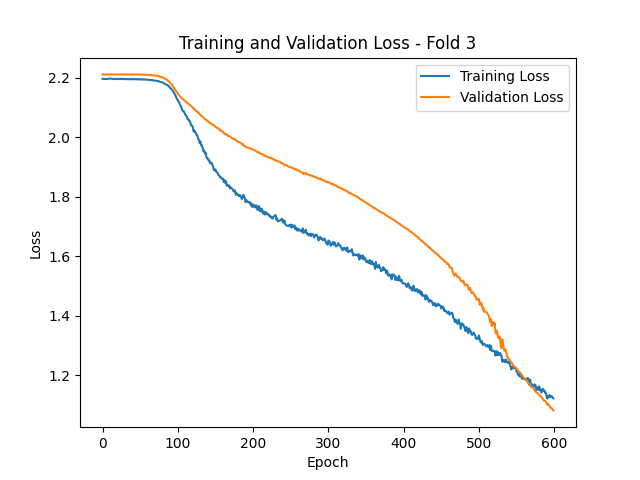 Training and Validation Loss - Fold 3
Training Loss
Validation Loss
2.2
2.0
1.8
1.6
1.4
1.2
Loss
0 100 200 300 400 500 600
Epoch